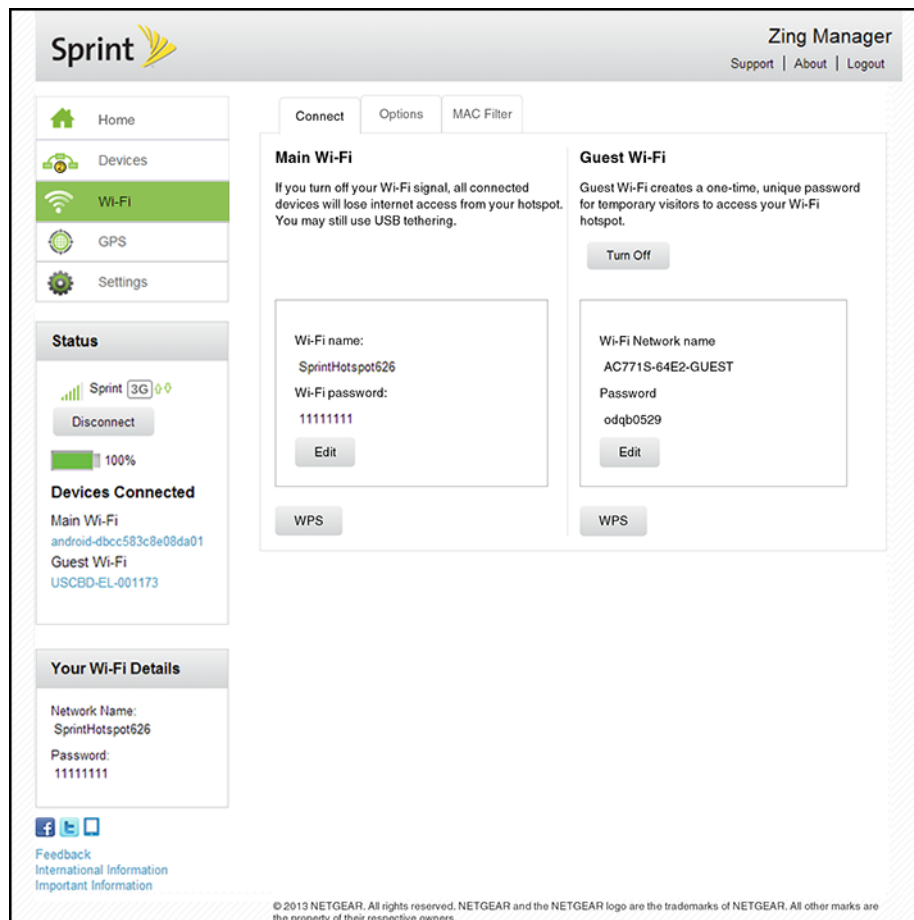 Sprint
Zing Manager
Support | About | Logout
Home
Devices
Wi-Fi
GPS
Settings
Status
Sprint 3G
Disconnect
100%
Devices Connected
Main Wi-Fi
android-dbcc583c8e08da01
Guest Wi-Fi
USCBD-EL-001173
Your Wi-Fi Details
Network Name:
SprintHotspot626
Password:
11111111
Feedback
International Information
Important Information
Connect
Options
MAC Filter
Main Wi-Fi
If you turn off your Wi-Fi signal, all connected
devices will lose internet access from your hotspot.
You may still use USB tethering.
Wi-Fi name:
SprintHotspot626
Wi-Fi password:
11111111
Edit
WPS
Guest Wi-Fi
Guest Wi-Fi creates a one-time, unique password
for temporary visitors to access your Wi-Fi
hotspot.
Turn Off
Wi-Fi Network name
AC771S-64E2-GUEST
Password
odqb0529
Edit
WPS
© 2013 NETGEAR. All rights reserved. NETGEAR and the NETGEAR logo are the trademarks of NETGEAR. All other marks are
the property of their respective owners.